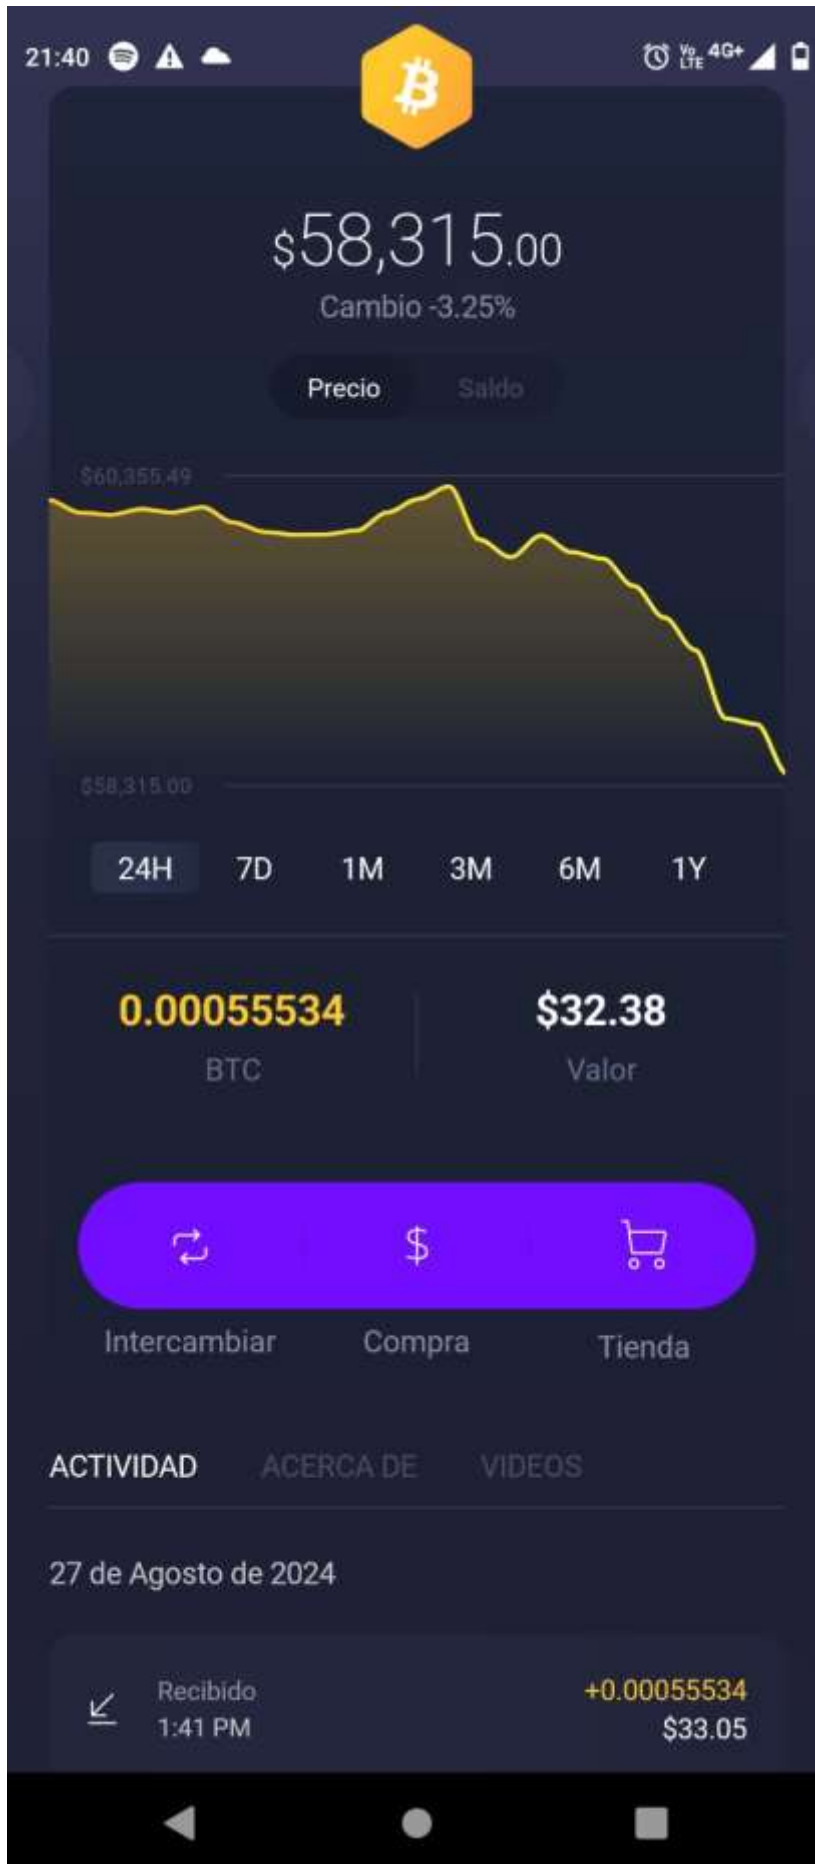 21:40 Vo LTE 4G+
$58,315.00
Cambio -3.25%
Precio Saldo
$60,355.49
$58,315.00
24H 7D 1M 3M 6M 1Y
0.00055534 $32.38
BTC Valor
$
Intercambiar Compra Tienda
ACTIVIDAD ACERCA DE VIDEOS
27 de Agosto de 2024
Recibido +0.00055534
1:41 PM $33.05